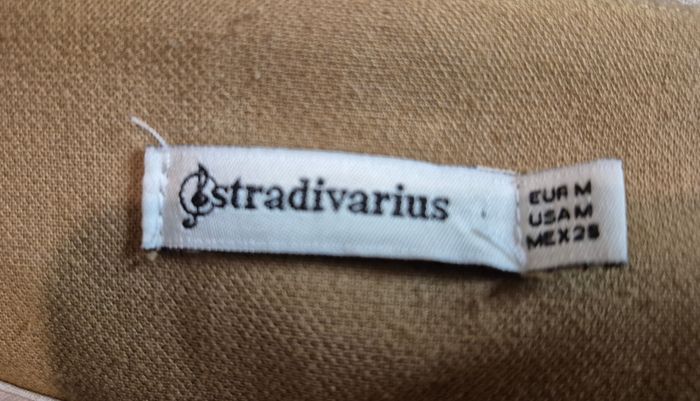 stradivarius
EUR M
USA M
MEX 28